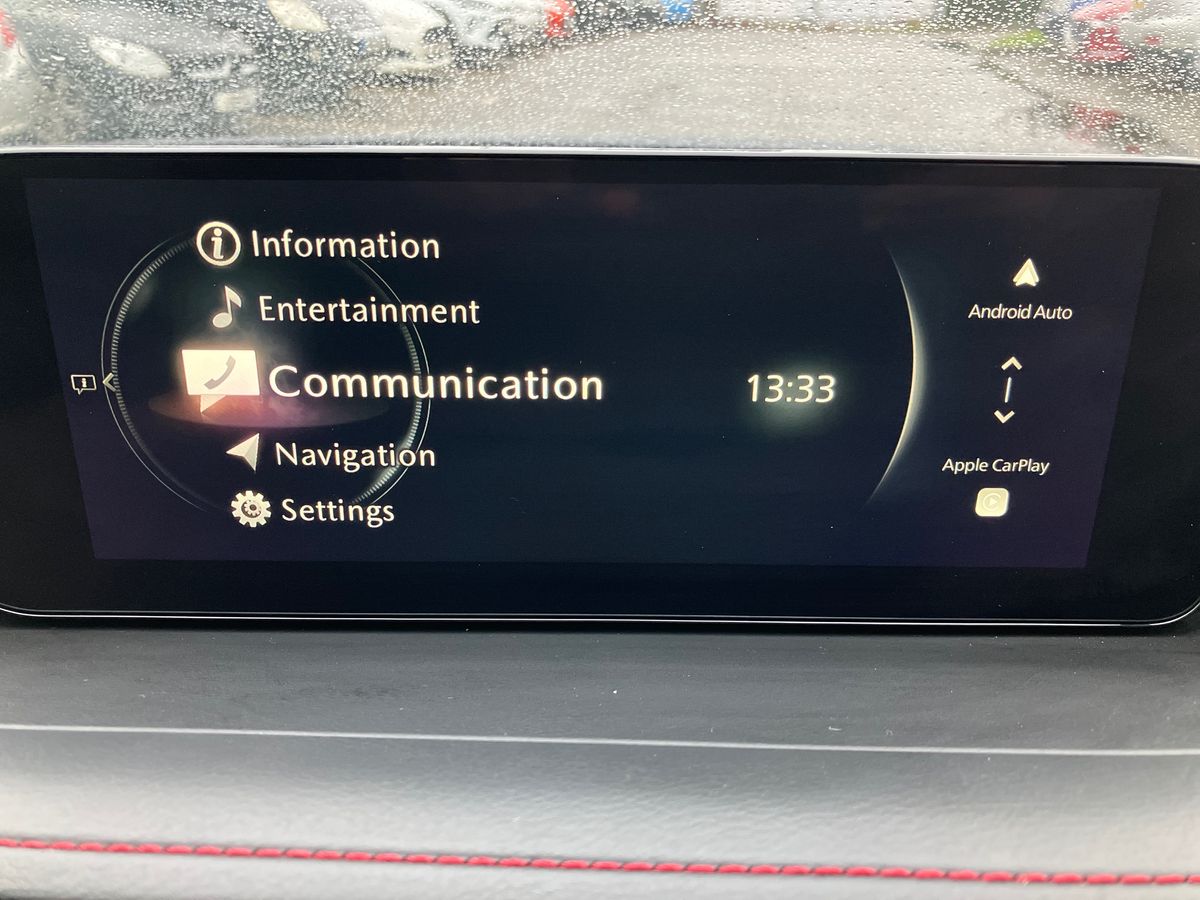 Information
Entertainment
Communication
13:33
Navigation
Settings
Android Auto
Apple CarPlay